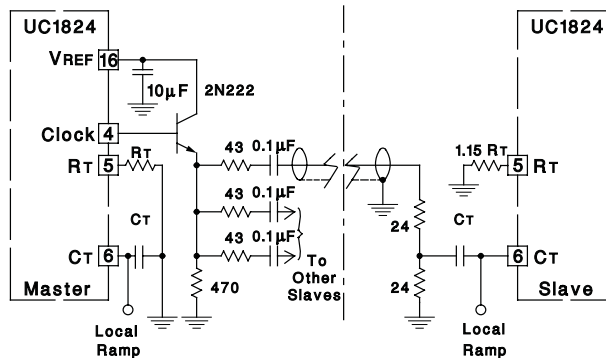 UC1824
UC1824
VREF
16
10µF
2N222
Clock
4
43
0.1µF
1.15 RT
5
RT
RT
5
RT
43
0.1µF
CT
43
0.1µF
24
CT
CT
6
6
CT
To
Other
Slaves
470
24
Master
Slave
Local
Ramp
Local
Ramp